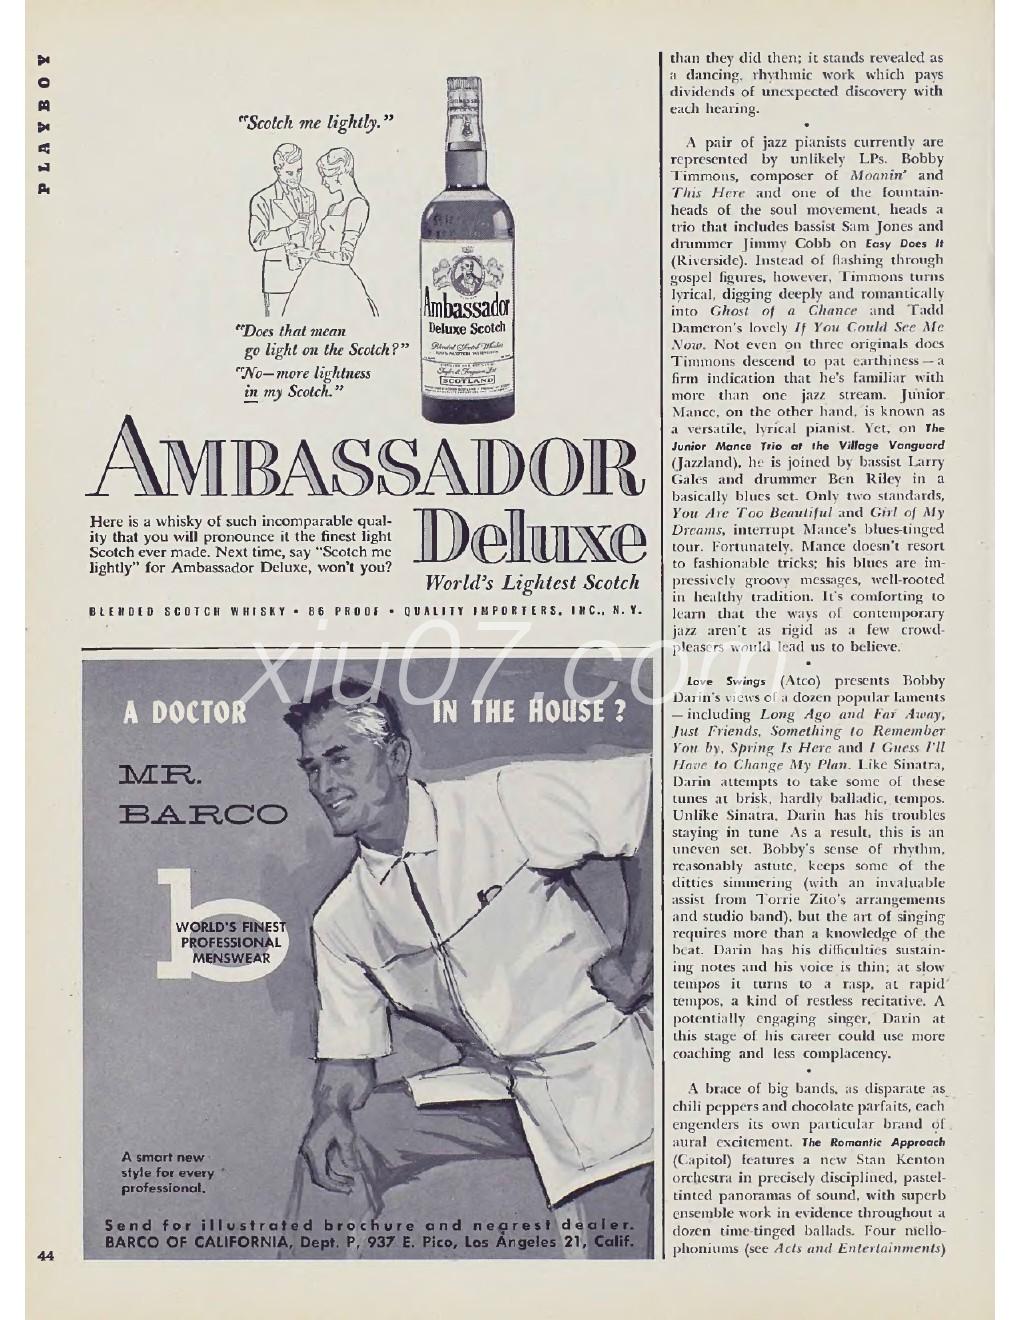 PLAYBOY
"Scotch me lightly."
"Does that mean
go light on the Scotch?"
"No—more lightness
in my Scotch."
Ambassador
Deluxe Scotch
SCOTLAND
AMBASSADOR
Deluxe
Here is a whisky of such incomparable qual-
ity that you will pronounce it the finest light
Scotch ever made. Next time, say "Scotch me
lightly" for Ambassador Deluxe, won't you?
World's Lightest Scotch
BLENDED SCOTCH WHISKY • 86 PROOF • QUALITY IMPORTERS, INC., N.Y.
xiu07.com
A DOCTOR IN THE HOUSE?
MR.
BARCO
b
WORLD'S FINEST
PROFESSIONAL
MENSWEAR
A smart new
style for every
professional.
Send for illustrated brochure and nearest dealer.
BARCO OF CALIFORNIA, Dept. P, 937 E. Pico, Los Angeles 21, Calif.
44
than they did then; it stands revealed as
a dancing, rhythmic work which pays
dividends of unexpected discovery with
each hearing.
•
A pair of jazz pianists currently are
represented by unlikely LPs. Bobby
Timmons, composer of Moanin' and
This Here and one of the fountain-
heads of the soul movement, heads a
trio that includes bassist Sam Jones and
drummer Jimmy Cobb on Easy Does It
(Riverside). Instead of flashing through
gospel figures, however, Timmons turns
lyrical, digging deeply and romantically
into Ghost of a Chance and Tadd
Dameron's lovely If You Could See Me
Now. Not even on three originals does
Timmons descend to pat earthiness — a
firm indication that he's familiar with
more than one jazz stream. Junior
Mance, on the other hand, is known as
a versatile, lyrical pianist. Yet, on The
Junior Mance Trio at the Village Vanguard
(Jazzland), he is joined by bassist Larry
Gales and drummer Ben Riley in a
basically blues set. Only two standards,
You Are Too Beautiful and Girl of My
Dreams, interrupt Mance's blues-tinged
tour. Fortunately, Mance doesn't resort
to fashionable tricks; his blues are im-
pressively groovy messages, well-rooted
in healthy tradition. It's comforting to
learn that the ways of contemporary
jazz aren't as rigid as a few crowd-
pleasers would lead us to believe.
•
Love Swings (Atco) presents Bobby
Darin's views of a dozen popular laments
— including Long Ago and Far Away,
Just Friends, Something to Remember
You by, Spring Is Here and I Guess I'll
Have to Change My Plan. Like Sinatra,
Darin attempts to take some of these
tunes at brisk, hardly balladic, tempos.
Unlike Sinatra, Darin has his troubles
staying in tune As a result, this is an
uneven set. Bobby's sense of rhythm,
reasonably astute, keeps some of the
ditties simmering (with an invaluable
assist from Torrie Zito's arrangements
and studio band), but the art of singing
requires more than a knowledge of the
beat. Darin has his difficulties sustain-
ing notes and his voice is thin; at slow
tempos it turns to a rasp, at rapid
tempos, a kind of restless recitative. A
potentially engaging singer, Darin at
this stage of his career could use more
coaching and less complacency.
•
A brace of big bands, as disparate as
chili peppers and chocolate parfaits, each
engenders its own particular brand of
aural excitement. The Romantic Approach
(Capitol) features a new Stan Kenton
orchestra in precisely disciplined, pastel-
tinted panoramas of sound, with superb
ensemble work in evidence throughout a
dozen time-tinged ballads. Four mello-
phoniums (see Acts and Entertainments)